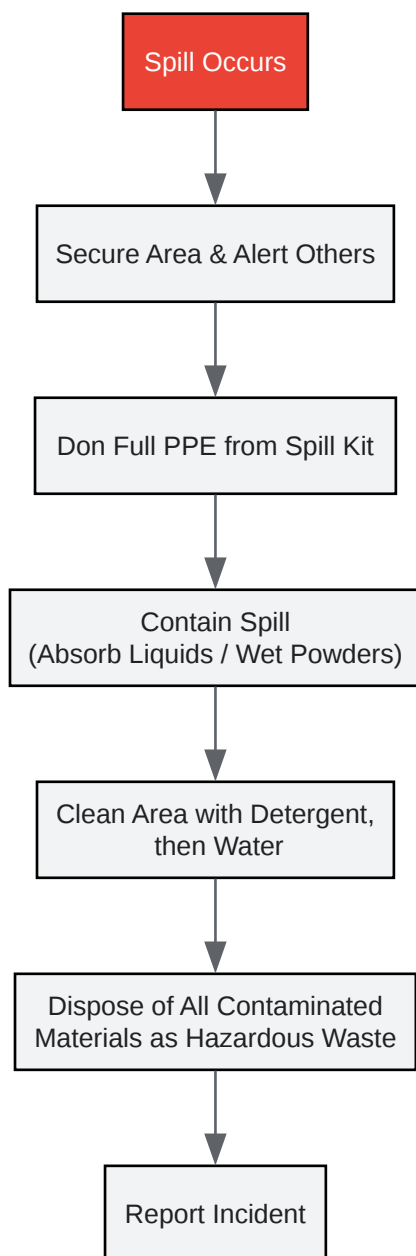 Spill Occurs
Secure Area & Alert Others
Don Full PPE from Spill Kit
Contain Spill
(Absorb Liquids / Wet Powders)
Clean Area with Detergent,
then Water
Dispose of All Contaminated
Materials as Hazardous Waste
Report Incident